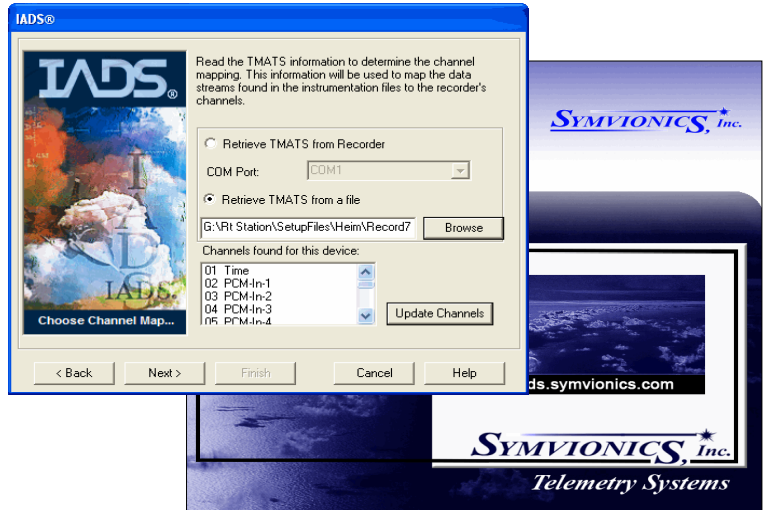 IADS®
IADS®
Read the TMATS information to determine the channel
mapping. This information will be used to map the data
streams found in the instrumentation files to the recorder's
channels.
Retrieve TMATS from Recorder
COM Port:
COM1
Retrieve TMATS from a file
G:\Rt Station\SetupFiles\Heim\Record7
Browse
Channels found for this device:
01 Time
02 PCM-In-1
03 PCM-In-2
04 PCM-In-3
05 PCM-In-4
Update Channels
I
A
D
S
IADS.
Choose Channel Map...
< Back
Next >
Finish
Cancel
Help
SYMVIONICS, Inc.
ds.symvionics.com
SYMVIONICS, Inc.
Telemetry Systems